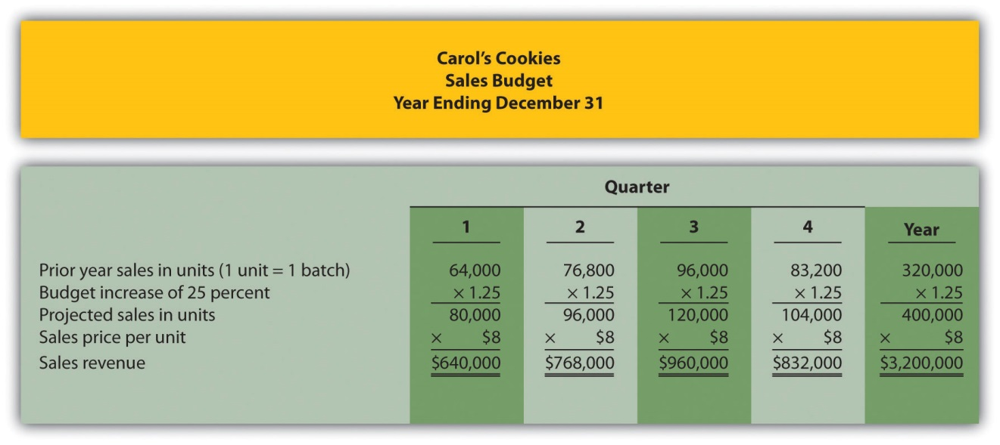 Carol's Cookies
Sales Budget
Year Ending December 31
Quarter
1 2 3 4 Year
Prior year sales in units (1 unit = 1 batch) 64,000 76,800 96,000 83,200 320,000
Budget increase of 25 percent × 1.25 × 1.25 × 1.25 × 1.25 × 1.25
Projected sales in units 80,000 96,000 120,000 104,000 400,000
Sales price per unit × $8 × $8 × $8 × $8 × $8
Sales revenue $640,000 $768,000 $960,000 $832,000 $3,200,000